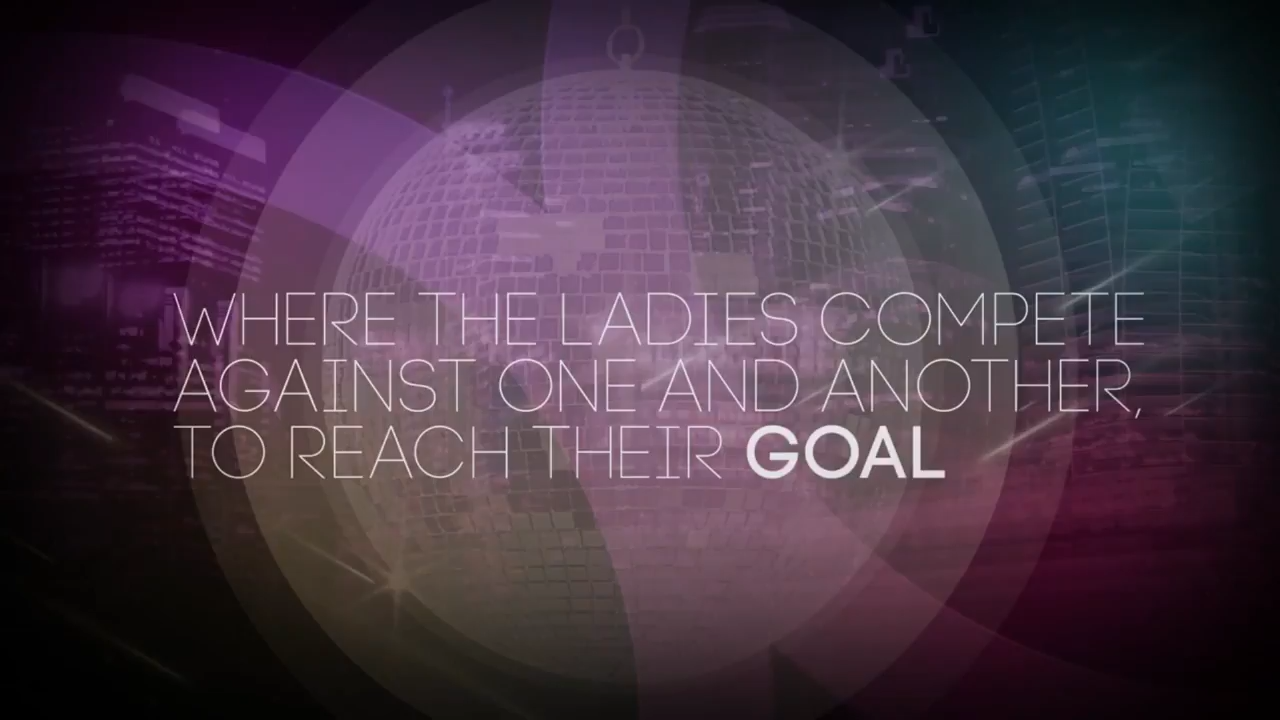 WHERE THE LADIES COMPETE
AGAINST ONE AND ANOTHER,
TO REACH THEIR GOAL